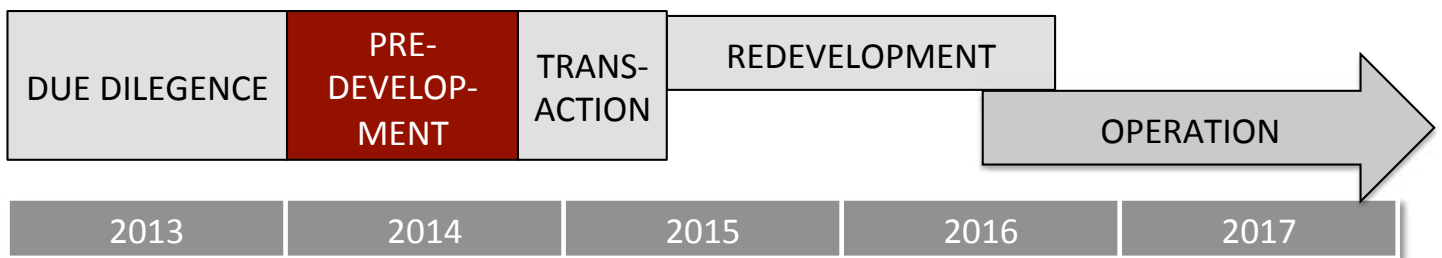 DUE DILEGENCE
PRE-
DEVELOP-
MENT
TRANS-
ACTION
REDEVELOPMENT
OPERATION
2013
2014
2015
2016
2017